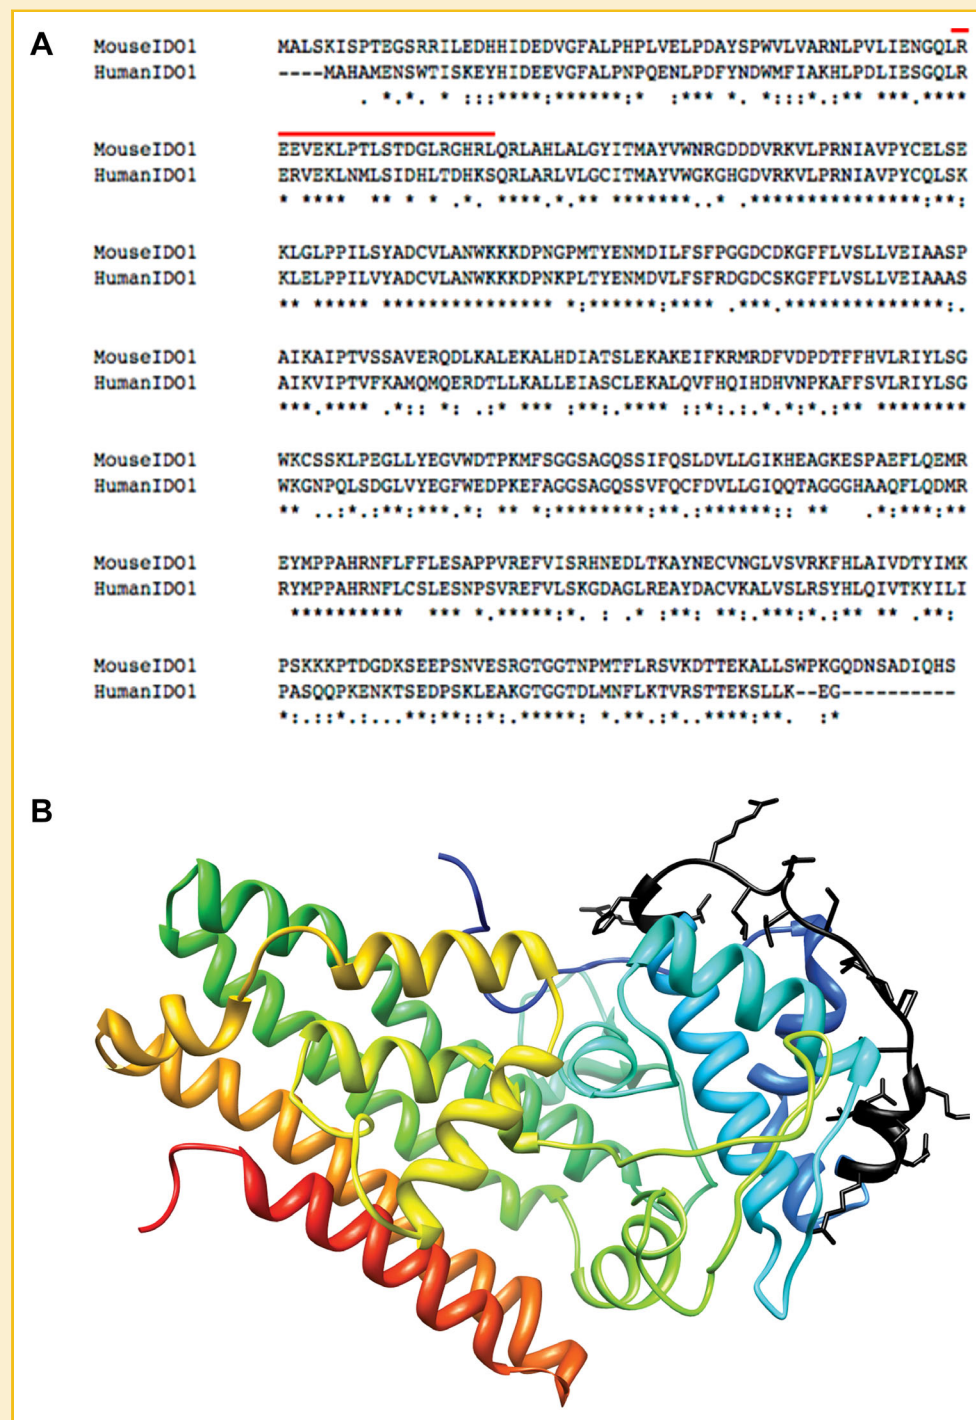 A
MouseIDO1 MALSKISPTEGSRRILEDHHIDEDVGFALPHPLVELPDAYSPWVLVARNLPVLIENGQLR
HumanIDO1 ----MAHAMENSWTISKEYHIDEEVGFALPNPQENLPDFYNDWMFIAKHLPDLIESGQLR
. *.*. * :::****:******:* :*** *. *:::*.:** ***.****
MouseIDO1 EEVEKLPTLSTDGLRGHRLQRLAHLALGYITMAYVWNRGDDDVRKVLPRNIAVPYCELSE
HumanIDO1 ERVEKLNMLSIDHLTDHKSQRLARLVLGCITMAYVWGKGHGDVRKVLPRNIAVPYCQLSK
* **** ** * * .*. ****.*.** *******..* .***************:**:
MouseIDO1 KLGLPPILSYADCVLANWKKKDPNGPMTYENMDILFSFPGGDCDKGFFLVSLLVEIAASP
HumanIDO1 KLELPPILVYADCVLANWKKKDPNKPLTYENMDVLFSFRDGDCSKGFFLVSLLVEIAAAS
** ***** *************** *:******:**** .***.**************:.
MouseIDO1 AIKAIPTVSSAVERQDLKALEKALHDIATSLEKAKEIFKRMRDFVDPDTFFHVLRIYLSG
HumanIDO1 AIKVIPTVFKAMQMQERDTLLKALLEIASCLEKALQVFHQIHDHVNPKAFFSVLRIYLSG
***.**** .*:: *: .:* *** :**:.**** ::*:.:.*.*:*.:** ********
MouseIDO1 WKCSSKLPEGLLYEGVWDTPKMFSGGSAGQSSIFQSLDVLLGIKHEAGKESPAEFLQEMR
HumanIDO1 WKGNPQLSDGLVYEGFWEDPKEFAGGSAGQSSVFQCFDVLLGIQQTAGGGHAAQFLQDMR
** ..:*.:**:***.*: ** *:********:**.:******:: ** .*:***:**
MouseIDO1 EYMPPAHRNFLFFLESAPPVREFVISRHNEDLTKAYNECVNGLVSVRKFHLAIVDTYIMK
HumanIDO1 RYMPPAHRNFLCSLESNPSVREFVLSKGDAGLREAYDACVKALVSLRSYHLQIVTKYILI
********** *** *.*****:*. : .* :**: **:.***:*.:** ** .**:
MouseIDO1 PSKKKPTDGDKSEEPSNVESRGTGGTNPMTFLRSVKDTTEKALLSWPKGQDNSADIQHS
HumanIDO1 PASQQPKENKTSEDPSKLEAKGTGGTDLMNFLKTVRSTTEKSLLK--EG----------
*:.::*.:...**:**::*:*****: *.**::*:.****:**. :*
B